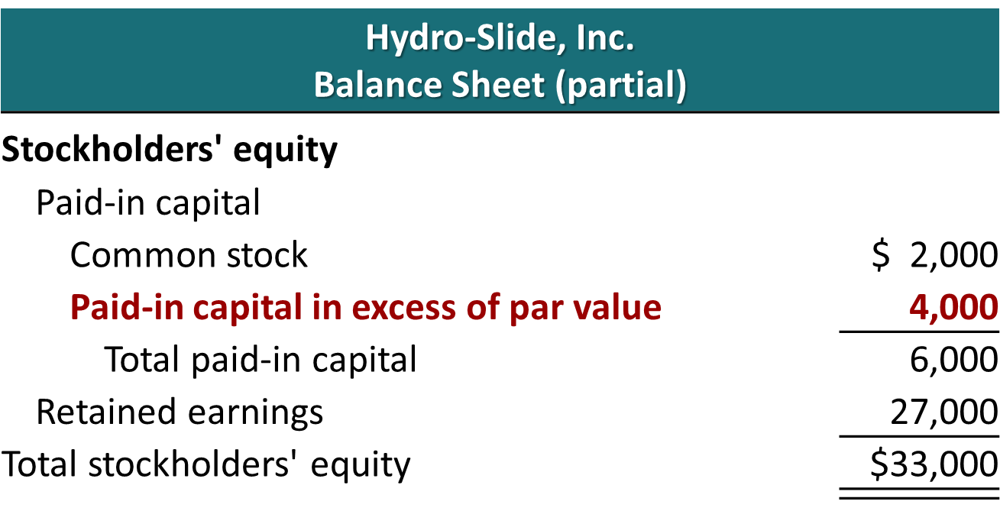 Hydro-Slide, Inc.
Balance Sheet (partial)
Stockholders' equity
Paid-in capital
Common stock $ 2,000
Paid-in capital in excess of par value 4,000
Total paid-in capital 6,000
Retained earnings 27,000
Total stockholders' equity $33,000